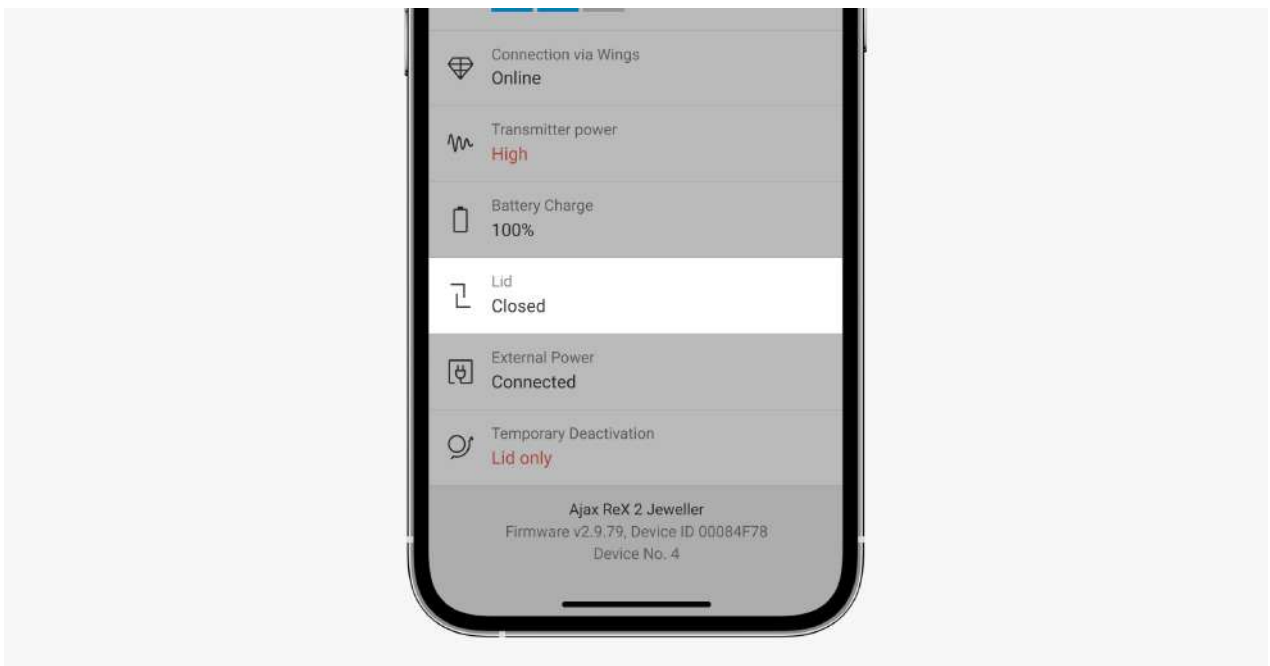 Connection via Wings
Online
Transmitter power
High
Battery Charge
100%
Lid
Closed
External Power
Connected
Temporary Deactivation
Lid only
Ajax ReX 2 Jeweller
Firmware v2.9.79, Device ID 00084F78
Device No. 4